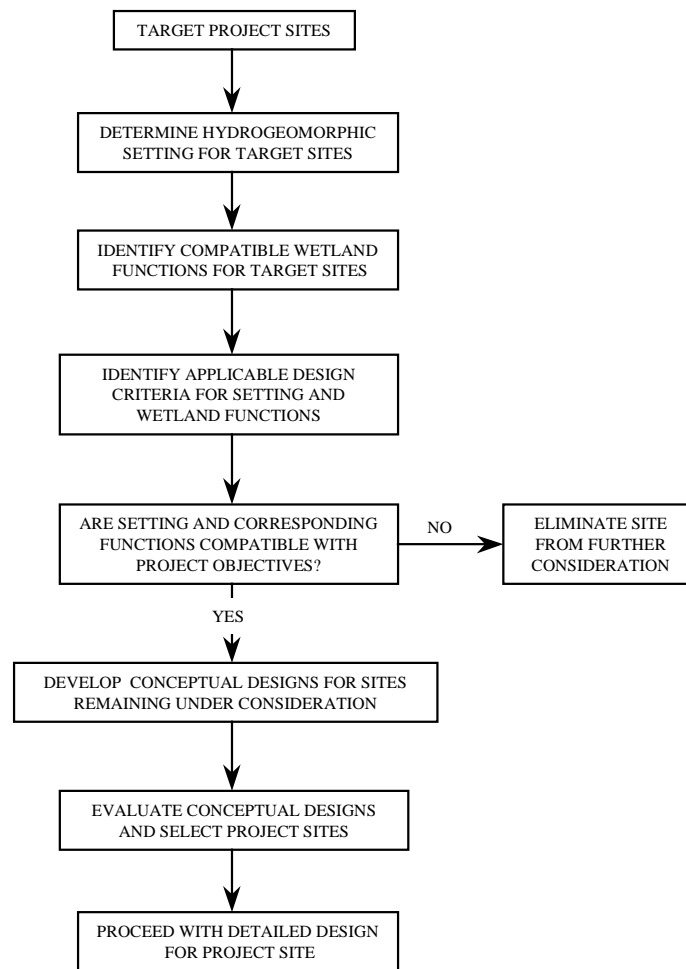 TARGET PROJECT SITES
DETERMINE HYDROGEOMORPHIC
SETTING FOR TARGET SITES
IDENTIFY COMPATIBLE WETLAND
FUNCTIONS FOR TARGET SITES
IDENTIFY APPLICABLE DESIGN
CRITERIA FOR SETTING AND
WETLAND FUNCTIONS
ARE SETTING AND CORRESPONDING
FUNCTIONS COMPATIBLE WITH
PROJECT OBJECTIVES?
NO
ELIMINATE SITE
FROM FURTHER
CONSIDERATION
YES
DEVELOP CONCEPTUAL DESIGNS FOR SITES
REMAINING UNDER CONSIDERATION
EVALUATE CONCEPTUAL DESIGNS
AND SELECT PROJECT SITES
PROCEED WITH DETAILED DESIGN
FOR PROJECT SITE